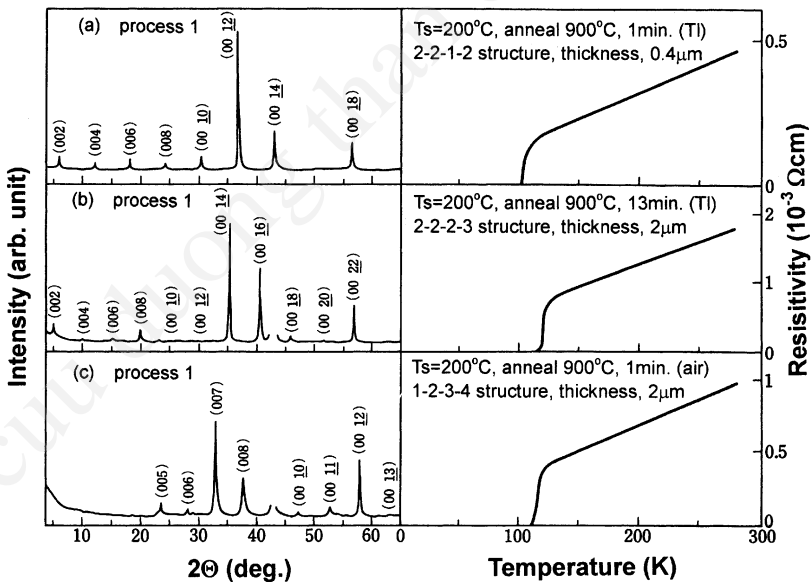 (a) process 1
(002)
(004)
(006)
(008)
(00 10)
(00 12)
(00 14)
(00 18)
Ts=200°C, anneal 900°C, 1min. (Tl)
2-2-1-2 structure, thickness, 0.4μm
0.5
0
(b) process 1
(002)
(004)
(006)
(008)
(00 10)
(00 12)
(00 14)
(00 16)
(00 18)
(00 20)
(00 22)
Ts=200°C, anneal 900°C, 13min. (Tl)
2-2-2-3 structure, thickness, 2μm
2
1
0
(c) process 1
(005)
(006)
(007)
(008)
(00 10)
(00 11)
(00 12)
(00 13)
Ts=200°C, anneal 900°C, 1min. (air)
1-2-3-4 structure, thickness, 2μm
1
0.5
0
Intensity (arb. unit)
Resisitivity (10⁻³ Ωcm)
10 20 30 40 50 60 0 100 200 300
2Θ (deg.)
Temperature (K)
cuu duong than